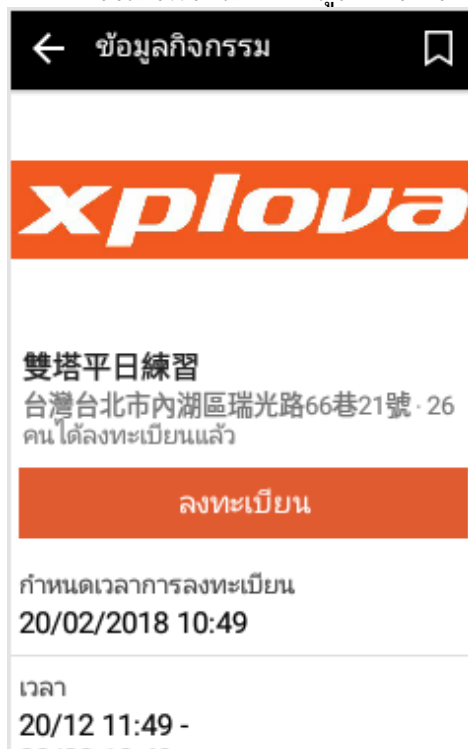 ข้อมูลกิจกรรม
xplova
雙塔平日練習
台灣台北市內湖區瑞光路66巷21號 · 26
คนได้ลงทะเบียนแล้ว
ลงทะเบียน
กำหนดเวลาการลงทะเบียน
20/02/2018 10:49
เวลา
20/12 11:49 -